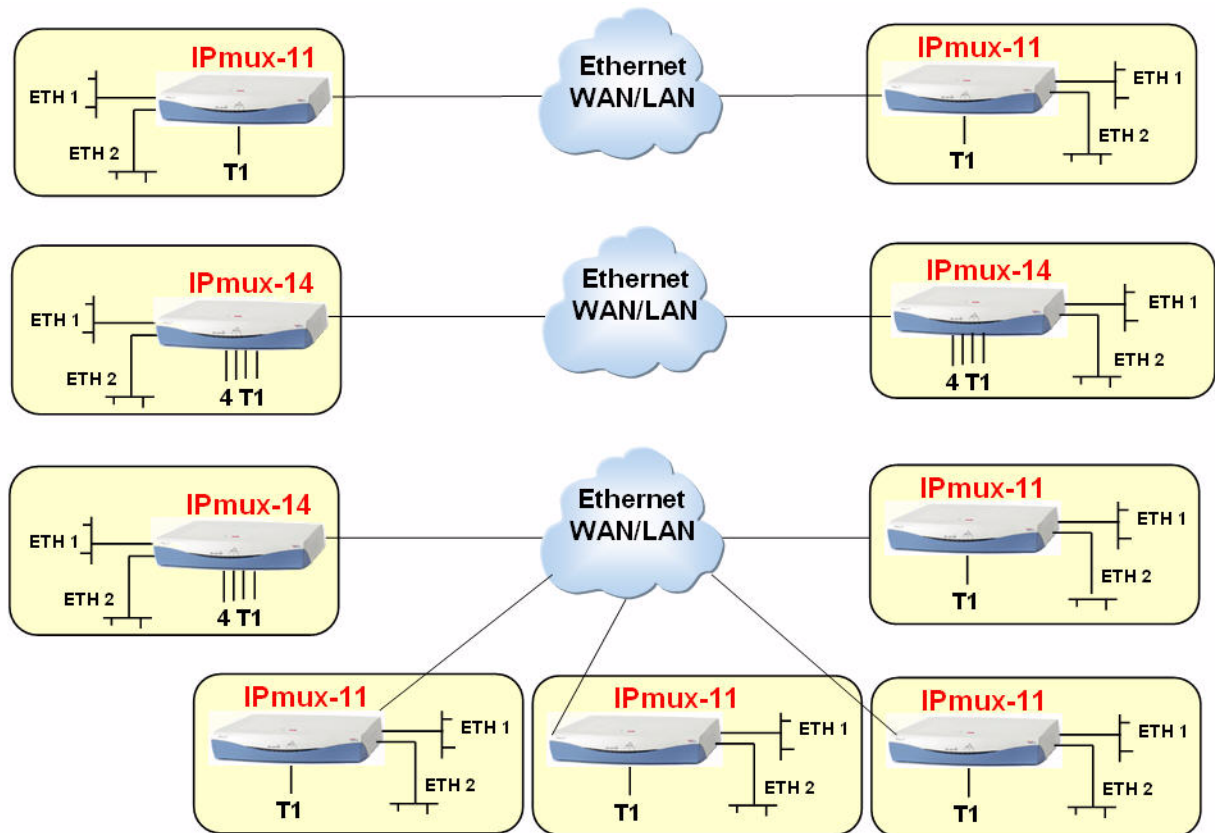 IPmux-11
ETH 1
ETH 2
T1
Ethernet
WAN/LAN
IPmux-11
ETH 1
ETH 2
T1
IPmux-14
ETH 1
ETH 2
4 T1
Ethernet
WAN/LAN
IPmux-14
ETH 1
ETH 2
4 T1
IPmux-14
ETH 1
ETH 2
4 T1
Ethernet
WAN/LAN
IPmux-11
ETH 1
ETH 2
T1
IPmux-11
ETH 1
ETH 2
T1
IPmux-11
ETH 1
ETH 2
T1
IPmux-11
ETH 1
ETH 2
T1